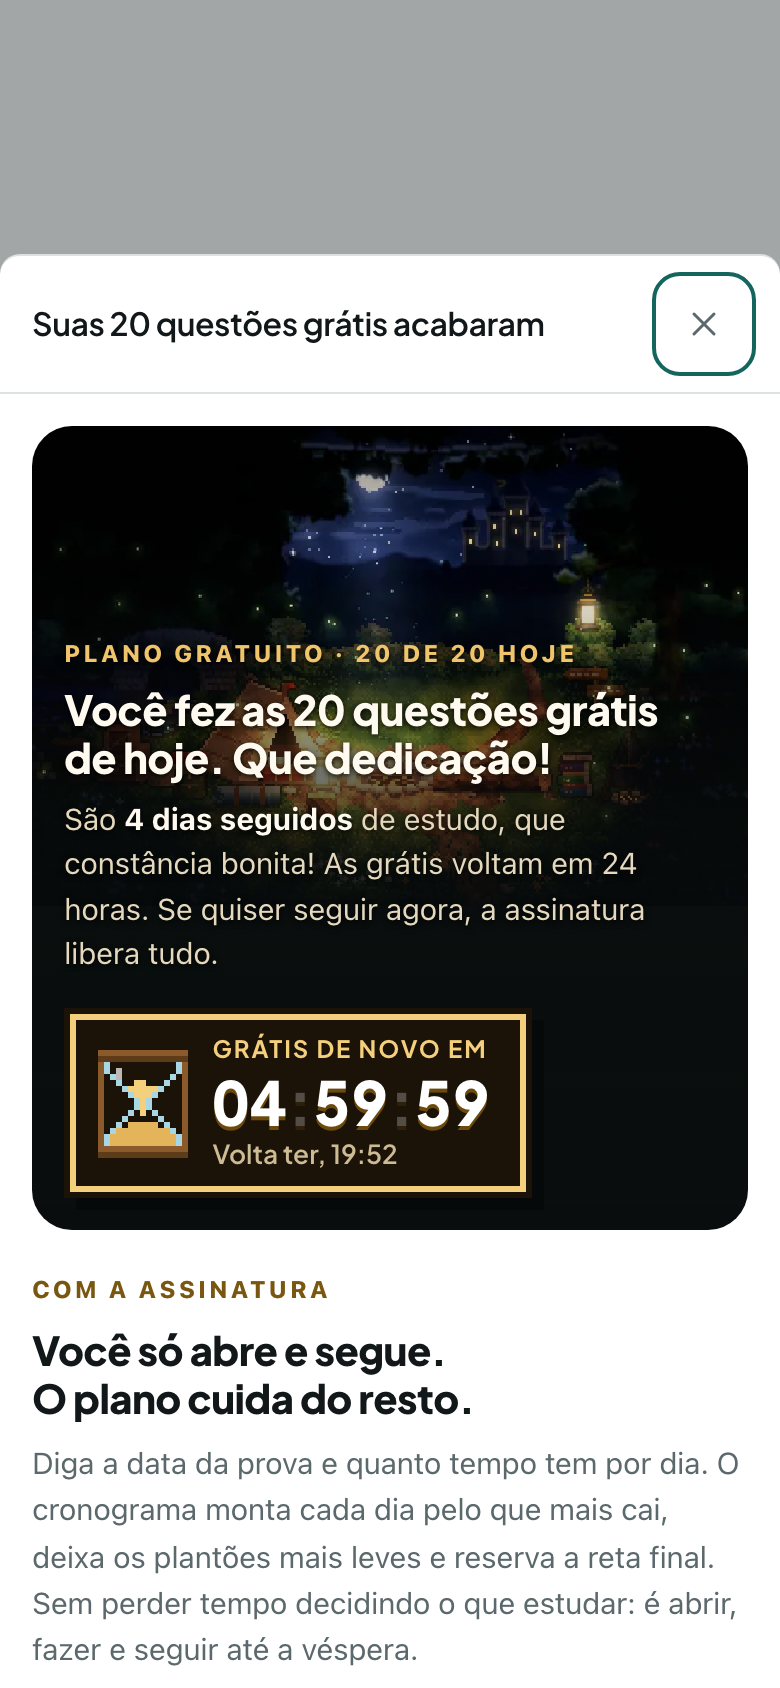 Suas 20 questões grátis acabaram
PLANO GRATUITO · 20 DE 20 HOJE
Você fez as 20 questões grátis
de hoje. Que dedicação!
São 4 dias seguidos de estudo, que
constância bonita! As grátis voltam em 24
horas. Se quiser seguir agora, a assinatura
libera tudo.
GRÁTIS DE NOVO EM
04:59:59
Volta ter, 19:52
COM A ASSINATURA
Você só abre e segue.
O plano cuida do resto.
Diga a data da prova e quanto tempo tem por dia. O
cronograma monta cada dia pelo que mais cai,
deixa os plantões mais leves e reserva a reta final.
Sem perder tempo decidindo o que estudar: é abrir,
fazer e seguir até a véspera.